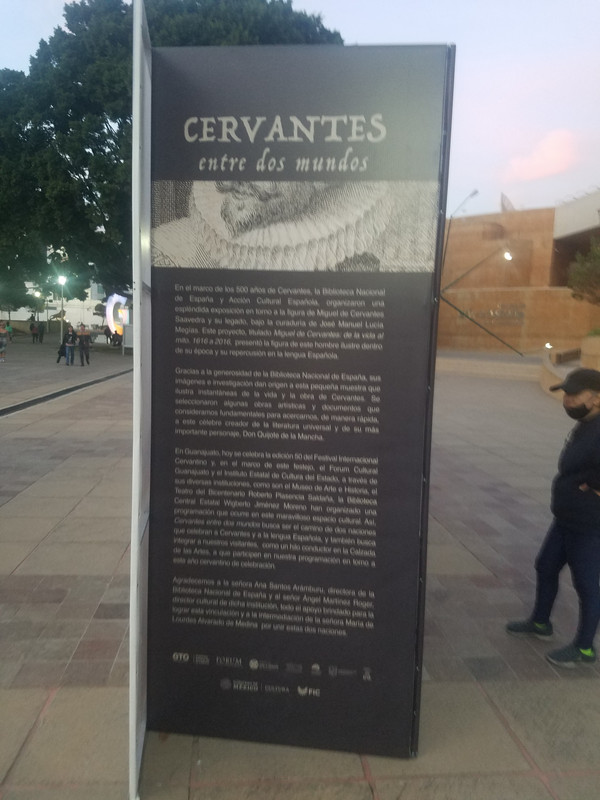 CERVANTES
entre dos mundos
En el marco de los 500 años de Cervantes, la Biblioteca Nacional
de España y Acción Cultural Española, organizaron una
espléndida exposición en torno a la figura de Miguel de Cervantes
Saavedra y su legado, bajo la curaduría de José Manuel Lucía
Megías. Este proyecto, titulado Miguel de Cervantes: de la vida al
mito, 1616 a 2016, presentó la figura de este hombre ilustre dentro
de su época y su repercusión en la lengua Española.
Gracias a la generosidad de la Biblioteca Nacional de España, sus
imágenes e investigación dan origen a esta pequeña muestra que
ilustra instantáneas de la vida y la obra de Cervantes. Se
seleccionaron algunas obras artísticas y documentos que
consideramos fundamentales para acercarnos, de manera rápida,
a este célebre creador de la literatura universal y de su más
importante personaje, Don Quijote de la Mancha.
En Guanajuato, hoy se celebra la edición 50 del Festival Internacional
Cervantino y, en el marco de este festejo, el Forum Cultural
Guanajuato y el Instituto Estatal de Cultura del Estado, a través de
sus diversas instituciones, como son el Museo de Arte e Historia, el
Teatro del Bicentenario Roberto Plasencia Saldaña, la Biblioteca
Central Estatal Wigberto Jiménez Moreno han organizado una
programación que ocurre en este maravilloso espacio cultural. Así,
Cervantes entre dos mundos busca ser el camino de dos naciones
que celebran a Cervantes y a la lengua Española, y también busca
integrar a nuestros visitantes, como un hilo conductor en la Calzada
de las Artes, a que participen en nuestra programación en torno a
este año cervantino de celebración.
Agradecemos a la señora Ana Santos Arámburu, directora de la
Biblioteca Nacional de España y el señor Ángel Martínez Roger,
director cultural de dicha institución, todo el apoyo brindado para la
lograr esta vinculación y a la intermediación de la señora María de
Lourdes Alvarado de Medina por unir estas dos naciones.
GTO FORUM
MÉXICO CULTURA FIC